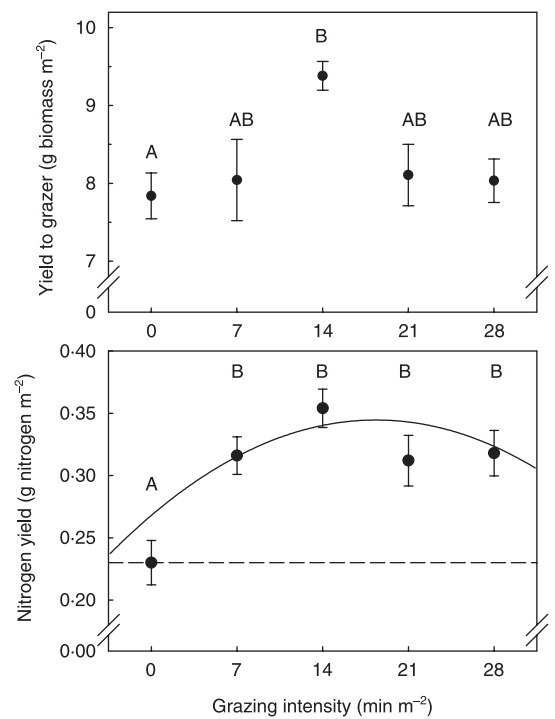 Yield to grazer (g biomass m⁻²)
10
9
8
7
0
A
AB
B
AB
AB
0
7
14
21
28
Nitrogen yield (g nitrogen m⁻²)
0·40
0·35
0·30
0·25
0·20
0·00
A
B
B
B
B
0
7
14
21
28
Grazing intensity (min m⁻²)